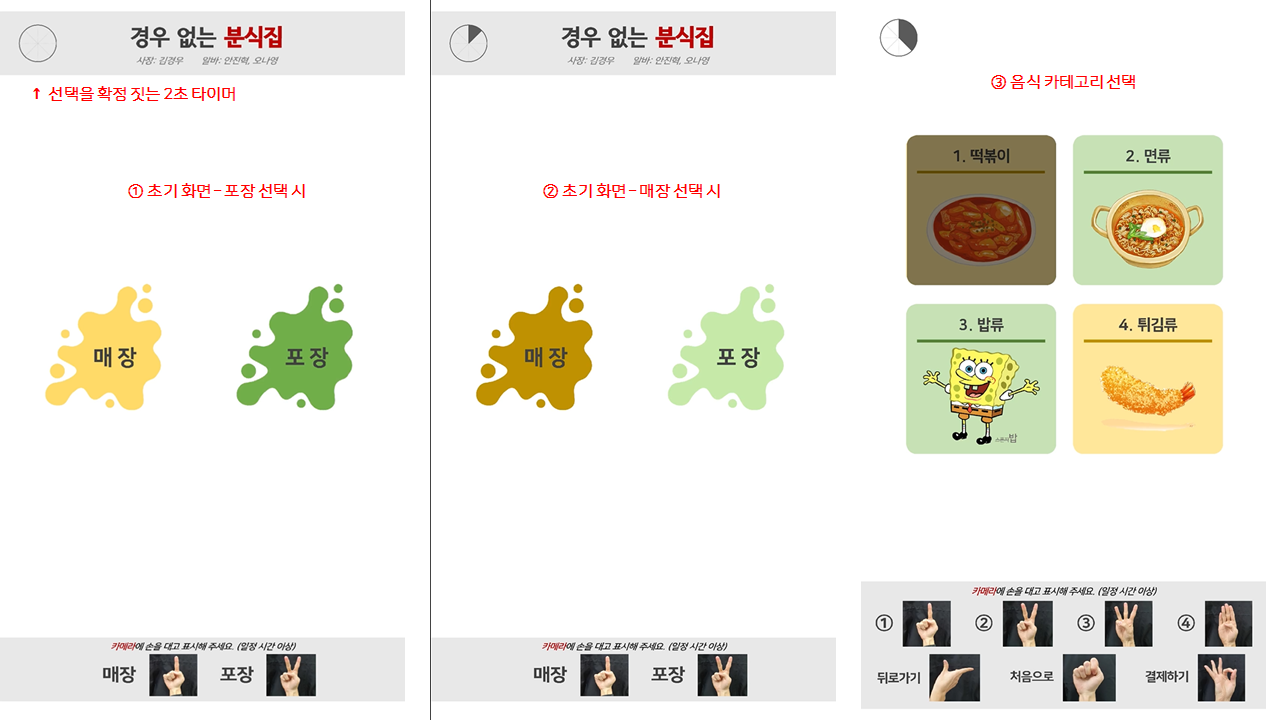 경우 없는 분식집
사장: 김경우 알바: 안진혁, 오나영
↑ 선택을 확정 짓는 2초 타이머
① 초기 화면 – 포장 선택 시
매 장
포 장
카메라에 손을 대고 표시해 주세요. (일정 시간 이상)
매장
포장
경우 없는 분식집
사장: 김경우 알바: 안진혁, 오나영
② 초기 화면 – 매장 선택 시
매 장
포 장
카메라에 손을 대고 표시해 주세요. (일정 시간 이상)
매장
포장
③ 음식 카테고리 선택
1. 떡볶이
2. 면류
3. 밥류
스폰지밥
4. 튀김류
카메라에 손을 대고 표시해 주세요. (일정 시간 이상)
①
②
③
④
뒤로가기
처음으로
결제하기